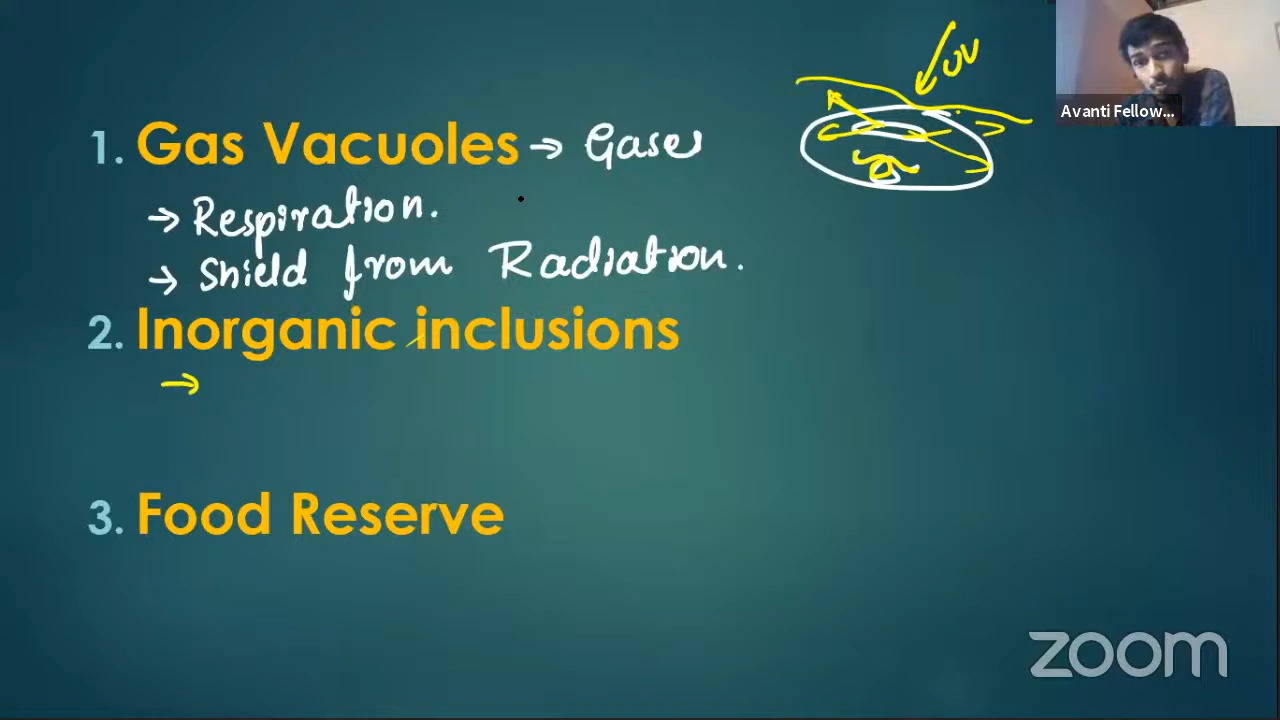 UV
Avanti Fellow...
1. Gas Vacuoles → Gases
→ Respiration.
→ Shield from Radiation.
2. Inorganic inclusions
→
3. Food Reserve
zoom